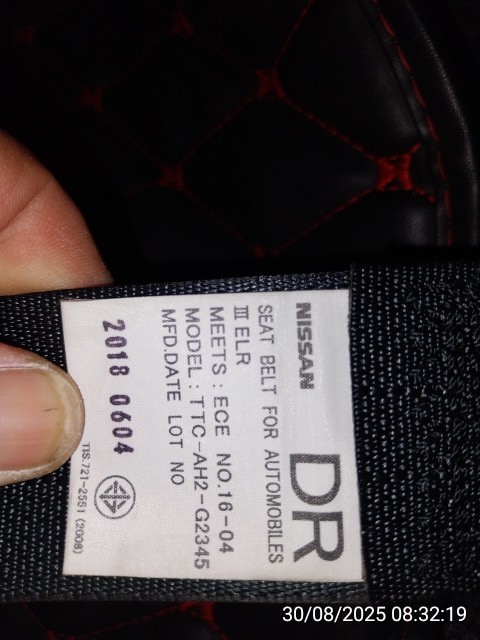 NISSAN
DR
SEAT BELT FOR AUTOMOBILES
Ⅲ ELR
MEETS : ECE NO.16-04
MODEL : TTC-AH2-G2345
MFD.DATE LOT NO
2018 0604
TIS.721-2551 (2008)
30/08/2025 08:32:19